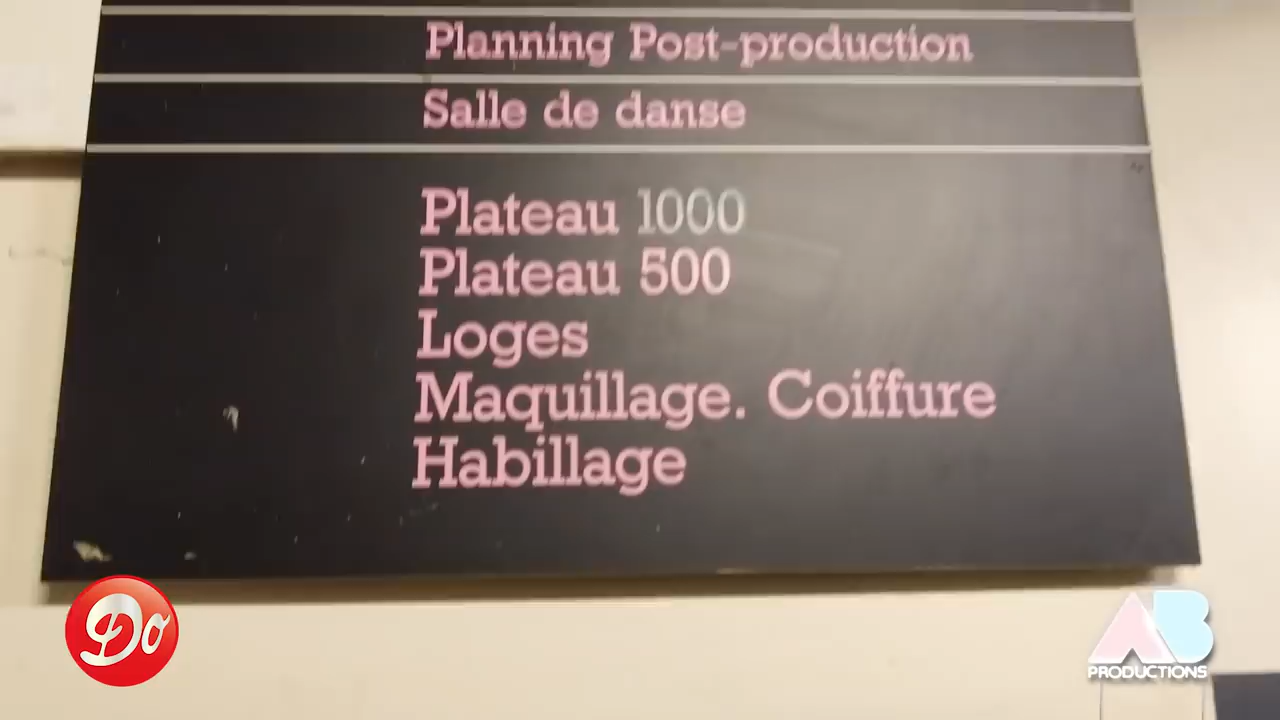 Planning Post-production
Salle de danse
Plateau 1000
Plateau 500
Loges
Maquillage. Coiffure
Habillage
Do
AB
PRODUCTIONS